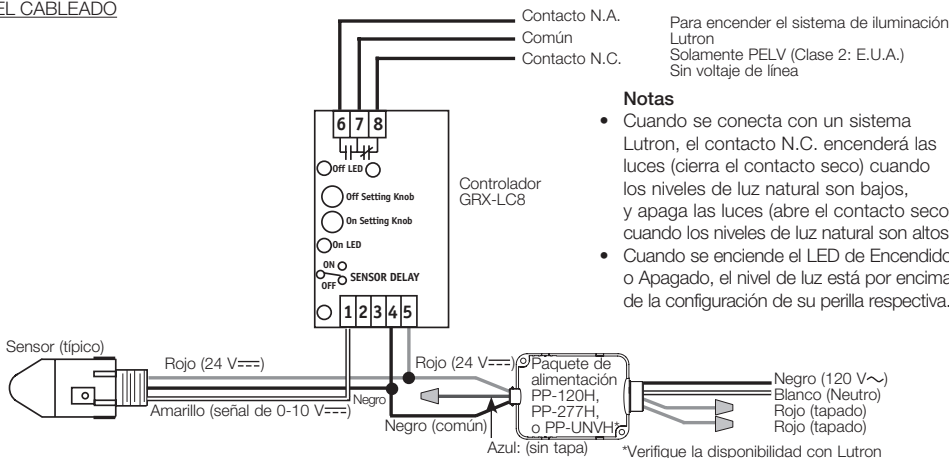 EL CABLEADO
Contacto N.A.
Común
Contacto N.C.
Para encender el sistema de iluminación
Lutron
Solamente PELV (Clase 2: E.U.A.)
Sin voltaje de línea
Notas
• Cuando se conecta con un sistema
Lutron, el contacto N.C. encenderá las
luces (cierra el contacto seco) cuando
los niveles de luz natural son bajos,
y apaga las luces (abre el contacto seco
cuando los niveles de luz natural son altos
• Cuando se enciende el LED de Encendido
o Apagado, el nivel de luz está por encima
de la configuración de su perilla respectiva.
6 7 8
Off LED
Off Setting Knob
On Setting Knob
On LED
ON
OFF
SENSOR DELAY
1 2 3 4 5
Controlador
GRX-LC8
Sensor (típico)
Rojo (24 V⎓)
Amarillo (señal de 0-10 V⎓)
Negro
Rojo (24 V⎓)
Negro (común)
Azul: (sin tapa)
Paquete de
alimentación
PP-120H,
PP-277H,
o PP-UNVH*
Negro (120 V~)
Blanco (Neutro)
Rojo (tapado)
Rojo (tapado)
*Verifique la disponibilidad con Lutron